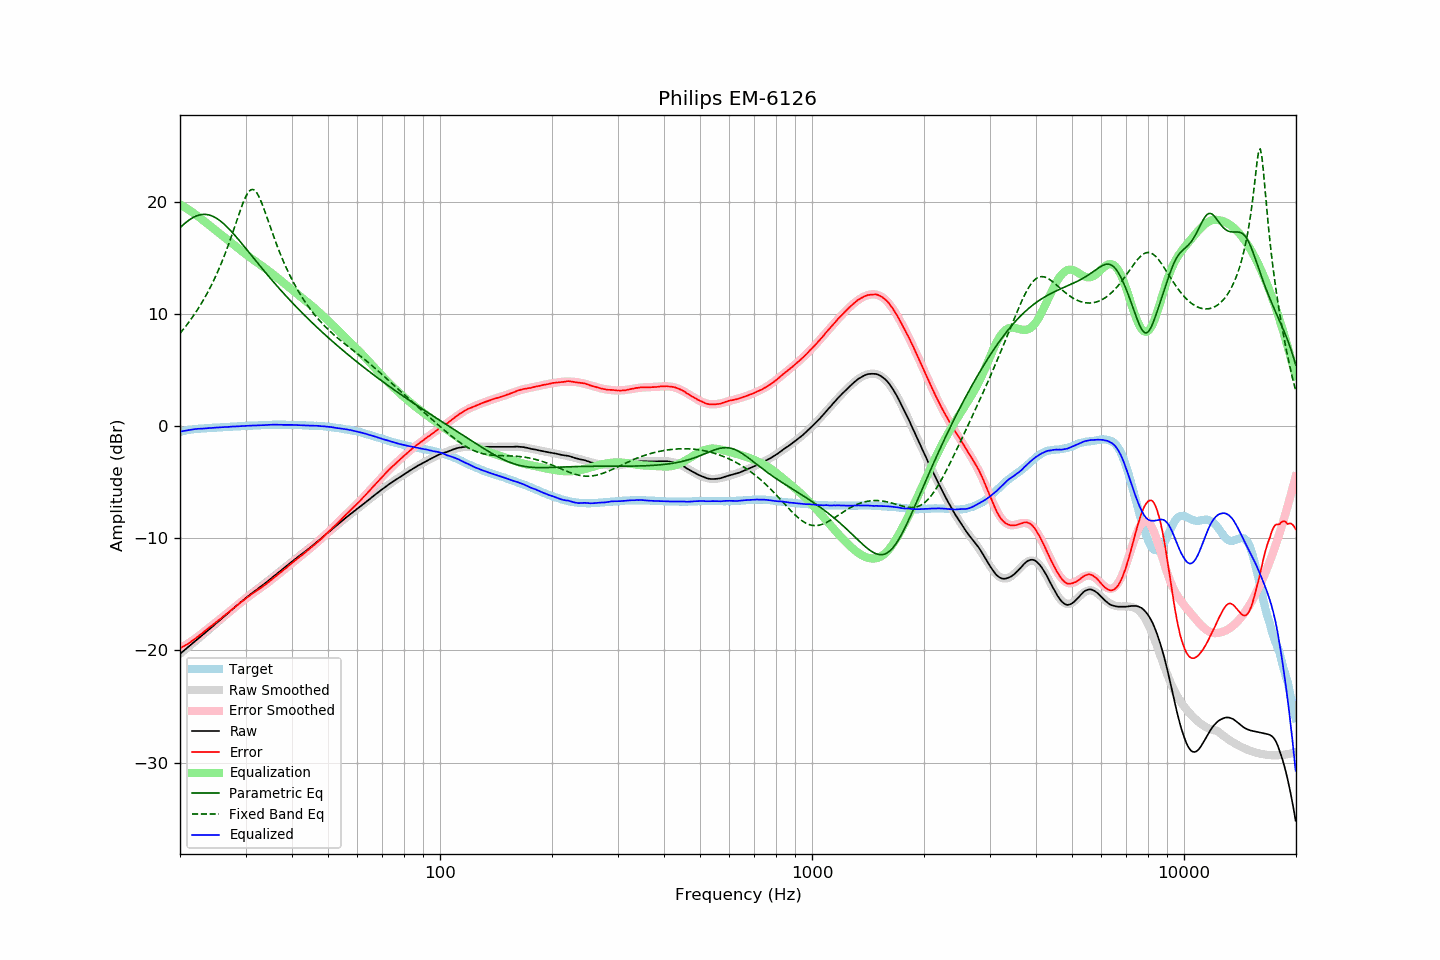 Philips EM-6126
Amplitude (dBr)
20
10
0
−10
−20
−30
Target
Raw Smoothed
Error Smoothed
Raw
Error
Equalization
Parametric Eq
Fixed Band Eq
Equalized
100
1000
10000
Frequency (Hz)